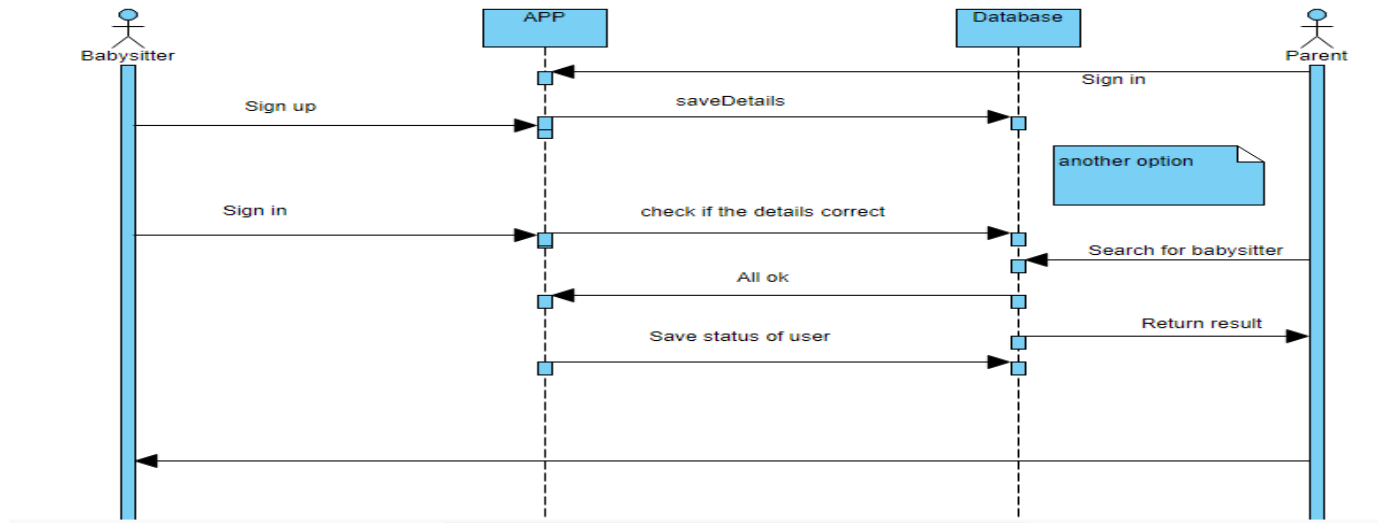 APP
Database
Babysitter
Parent
Sign in
saveDetails
Sign up
another option
Sign in
check if the details correct
Search for babysitter
All ok
Return result
Save status of user